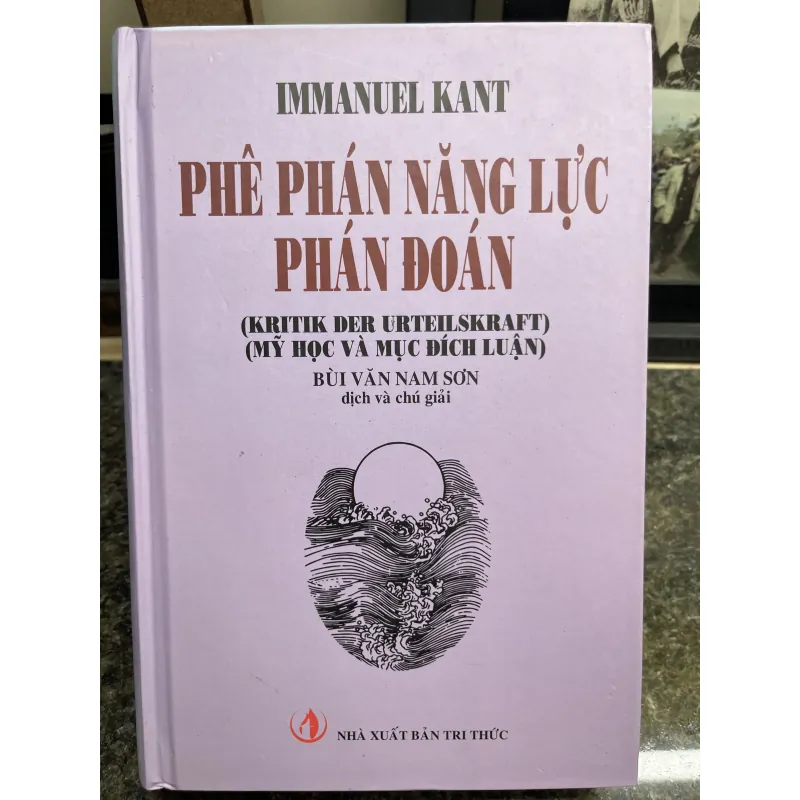 IMMANUEL KANT
PHÊ PHÁN NĂNG LỰC
PHÁN ĐOÁN
(KRITIK DER URTEILSKRAFT)
(MỸ HỌC VÀ MỤC ĐÍCH LUẬN)
BÙI VĂN NAM SƠN
dịch và chú giải
NHÀ XUẤT BẢN TRI THỨC